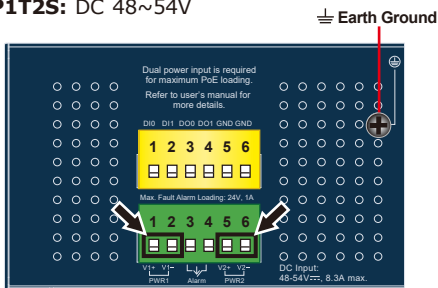 P1T2S: DC 48~54V
Earth Ground
Dual power input is required
for maximum PoE loading.
Refer to user's manual for
more details.
DI0 DI1 DO0 DO1 GND GND
1 2 3 4 5 6
Max. Fault Alarm Loading: 24V, 1A
1 2 3 4 5 6
V1+ V1− V2+ V2−
PWR1 Alarm PWR2
DC Input:
48-54V⎓, 8.3A max.